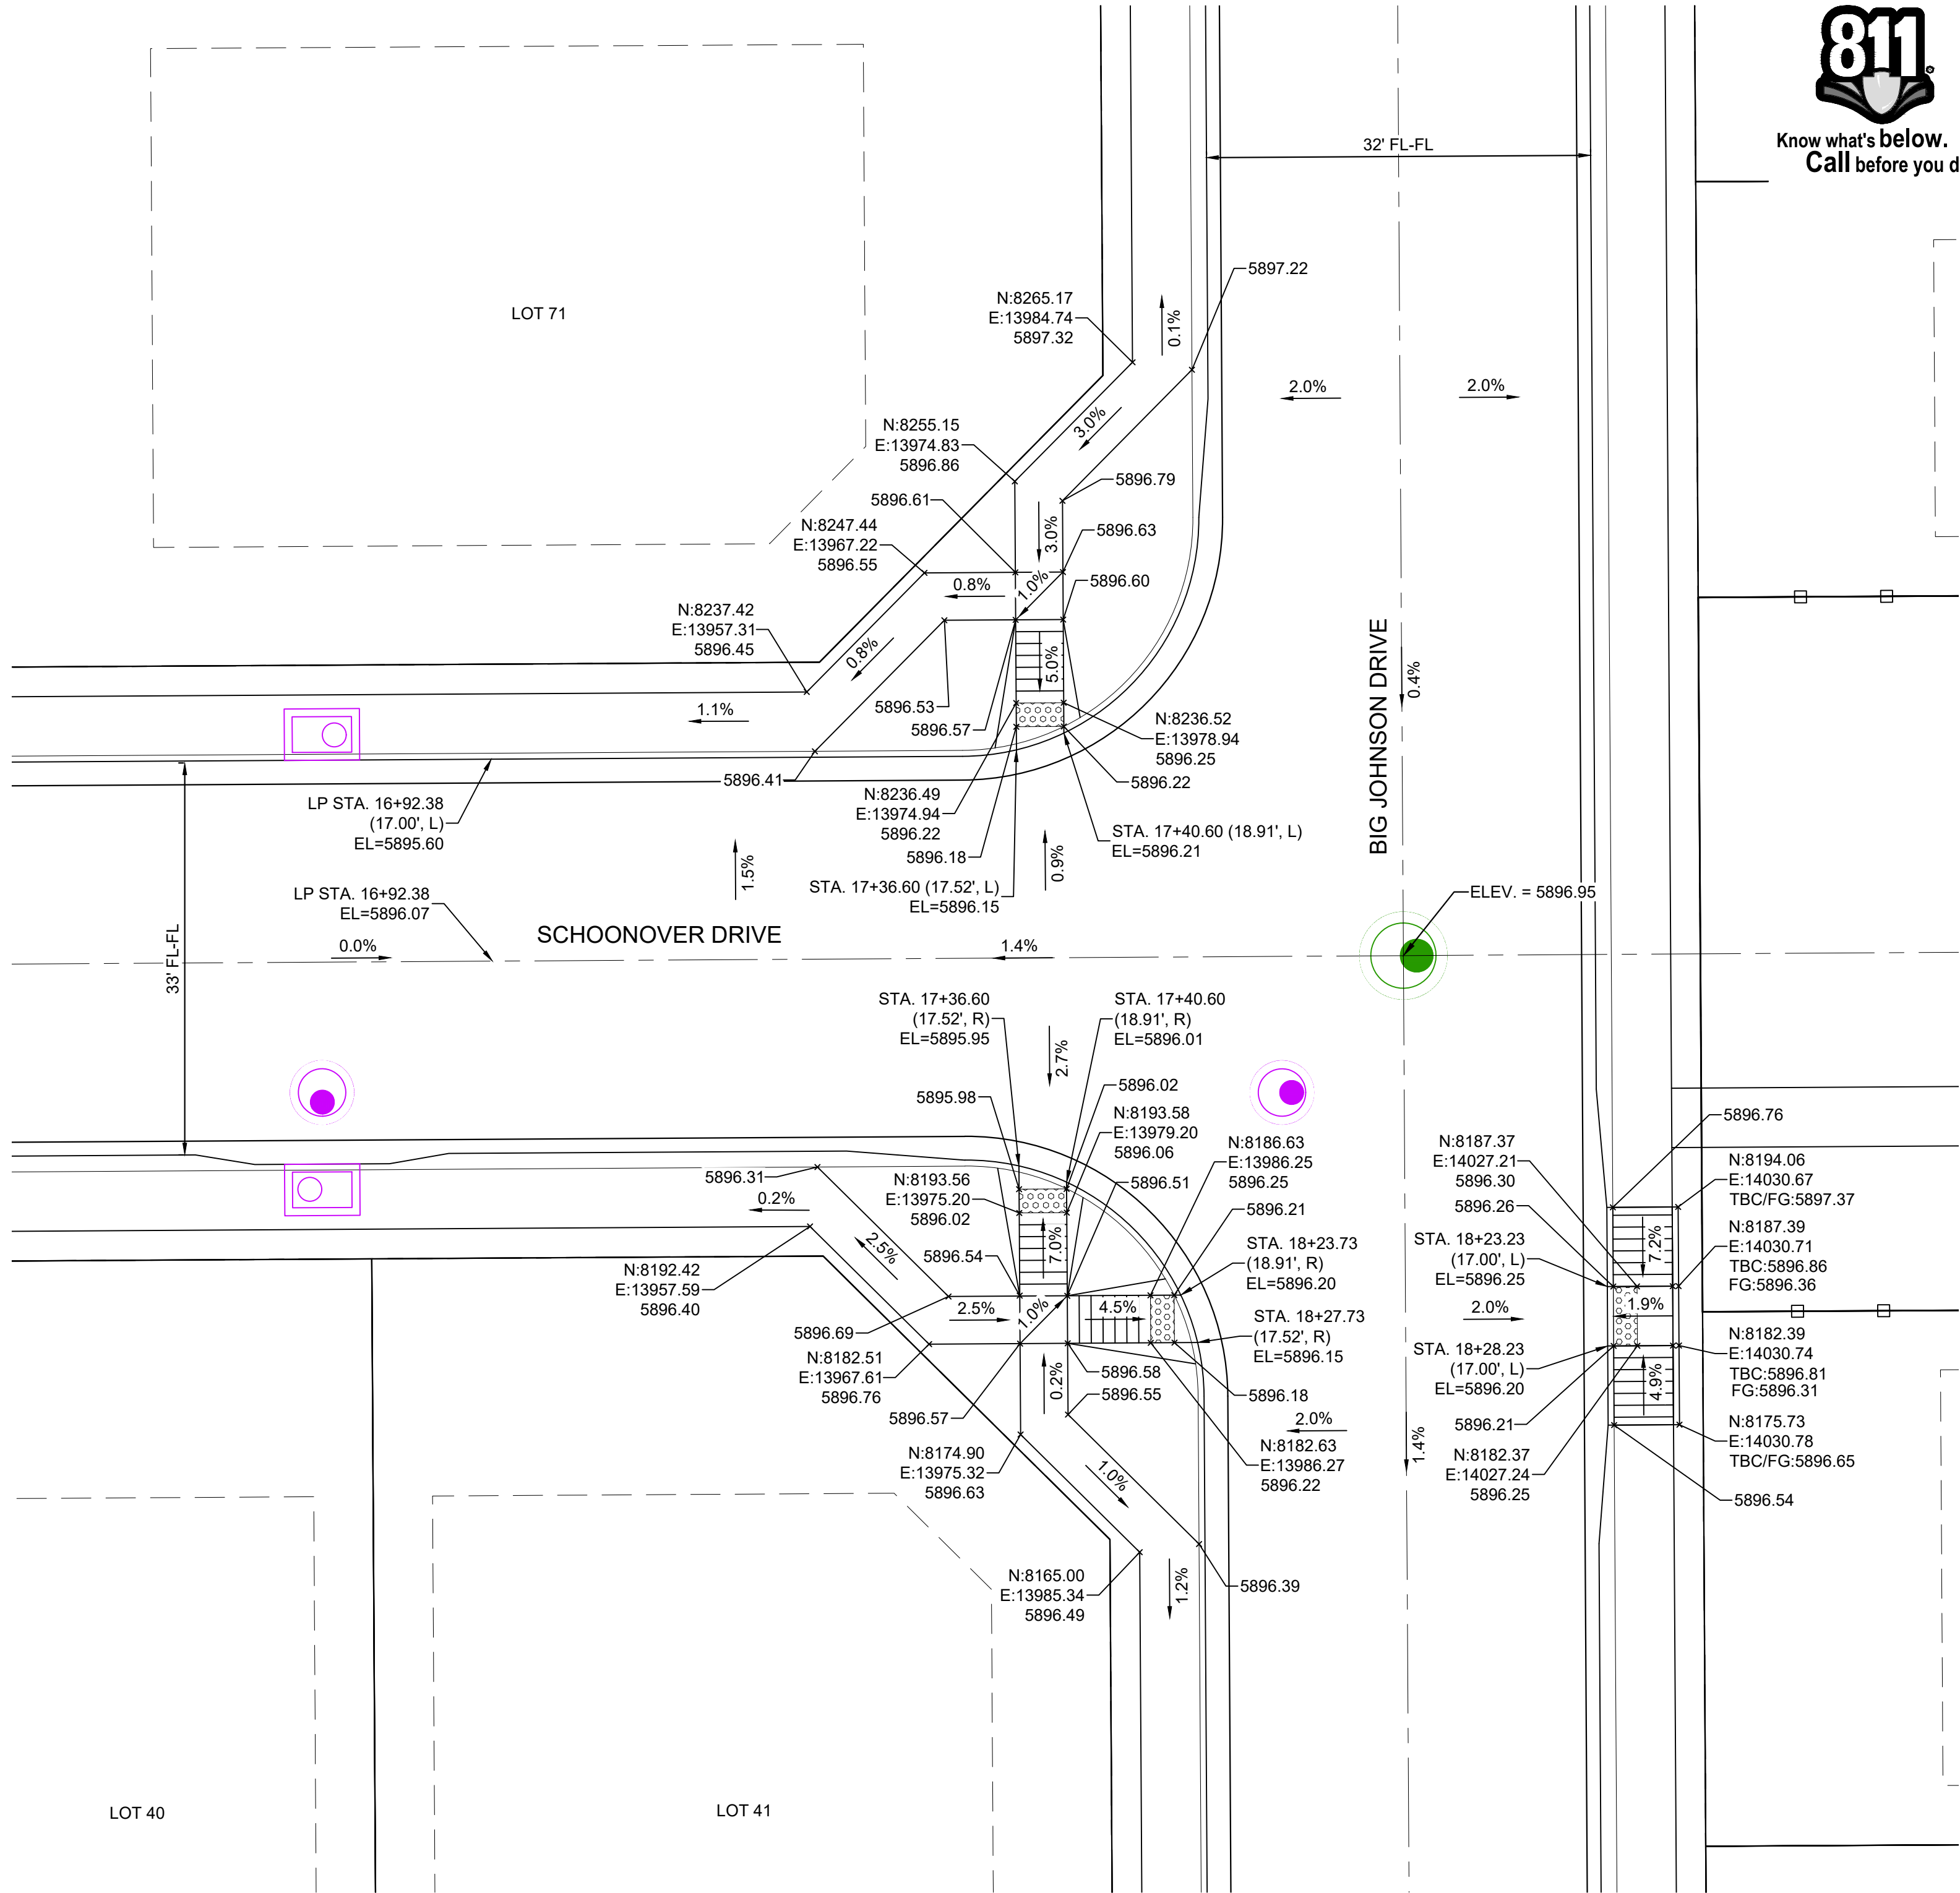 811
Know what's below.
Call before you d
32' FL-FL
5897.22
N:8265.17
E:13984.74
5897.32
0.1%
LOT 71
2.0%
2.0%
3.0%
N:8255.15
E:13974.83
5896.86
5896.79
5896.61
3.0%
5896.63
N:8247.44
E:13967.22
5896.55
0.8%
1.0%
5896.60
N:8237.42
E:13957.31
5896.45
0.8%
5.0%
BIG JOHNSON DRIVE
0.4%
1.1%
5896.53
5896.57
N:8236.52
E:13978.94
5896.25
5896.41
5896.22
LP STA. 16+92.38
(17.00', L)
EL=5895.60
N:8236.49
E:13974.94
5896.22
5896.18
STA. 17+40.60 (18.91', L)
EL=5896.21
1.5%
0.9%
STA. 17+36.60 (17.52', L)
EL=5896.15
LP STA. 16+92.38
EL=5896.07
ELEV. = 5896.95
33' FL-FL
0.0%
SCHOONOVER DRIVE
1.4%
STA. 17+36.60
(17.52', R)
EL=5895.95
STA. 17+40.60
(18.91', R)
EL=5896.01
2.7%
5895.98
5896.02
N:8193.58
E:13979.20
5896.06
5896.76
N:8186.63
E:13986.25
5896.25
N:8187.37
E:14027.21
5896.30
N:8194.06
E:14030.67
TBC/FG:5897.37
5896.31
N:8193.56
E:13975.20
5896.02
5896.51
0.2%
5896.21
5896.26
N:8187.39
E:14030.71
TBC:5896.86
FG:5896.36
2.5%
7.0%
STA. 18+23.73
(18.91', R)
EL=5896.20
STA. 18+23.23
(17.00', L)
EL=5896.25
7.2%
5896.54
N:8192.42
E:13957.59
5896.40
2.5%
1.0%
4.5%
2.0%
1.9%
STA. 18+27.73
(17.52', R)
EL=5896.15
5896.69
N:8182.51
E:13967.61
5896.76
0.2%
5896.58
5896.55
5896.18
STA. 18+28.23
(17.00', L)
EL=5896.20
4.9%
N:8182.39
E:14030.74
TBC:5896.81
FG:5896.31
5896.57
2.0%
1.4%
5896.21
N:8175.73
E:14030.78
TBC/FG:5896.65
N:8174.90
E:13975.32
5896.63
1.0%
N:8182.63
E:13986.27
5896.22
N:8182.37
E:14027.24
5896.25
5896.54
N:8165.00
E:13985.34
5896.49
1.2%
5896.39
LOT 40
LOT 41